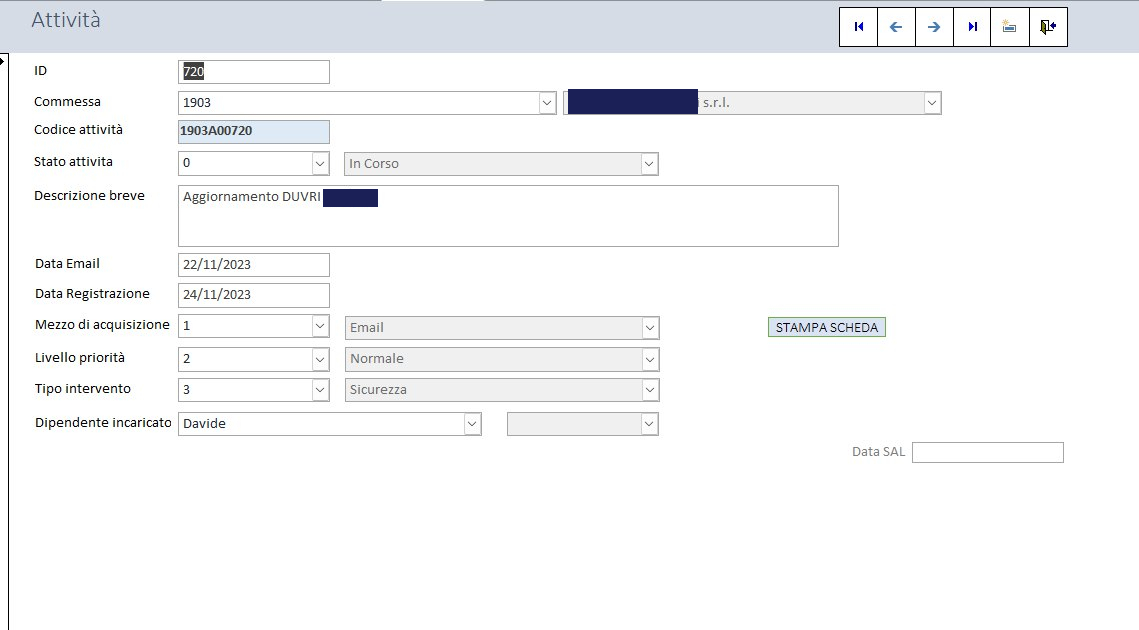 Attività
ID 720
Commessa 1903 s.r.l.
Codice attività 1903A00720
Stato attivita 0 In Corso
Descrizione breve Aggiornamento DUVRI
Data Email 22/11/2023
Data Registrazione 24/11/2023
Mezzo di acquisizione 1 Email STAMPA SCHEDA
Livello priorità 2 Normale
Tipo intervento 3 Sicurezza
Dipendente incaricato Davide
Data SAL